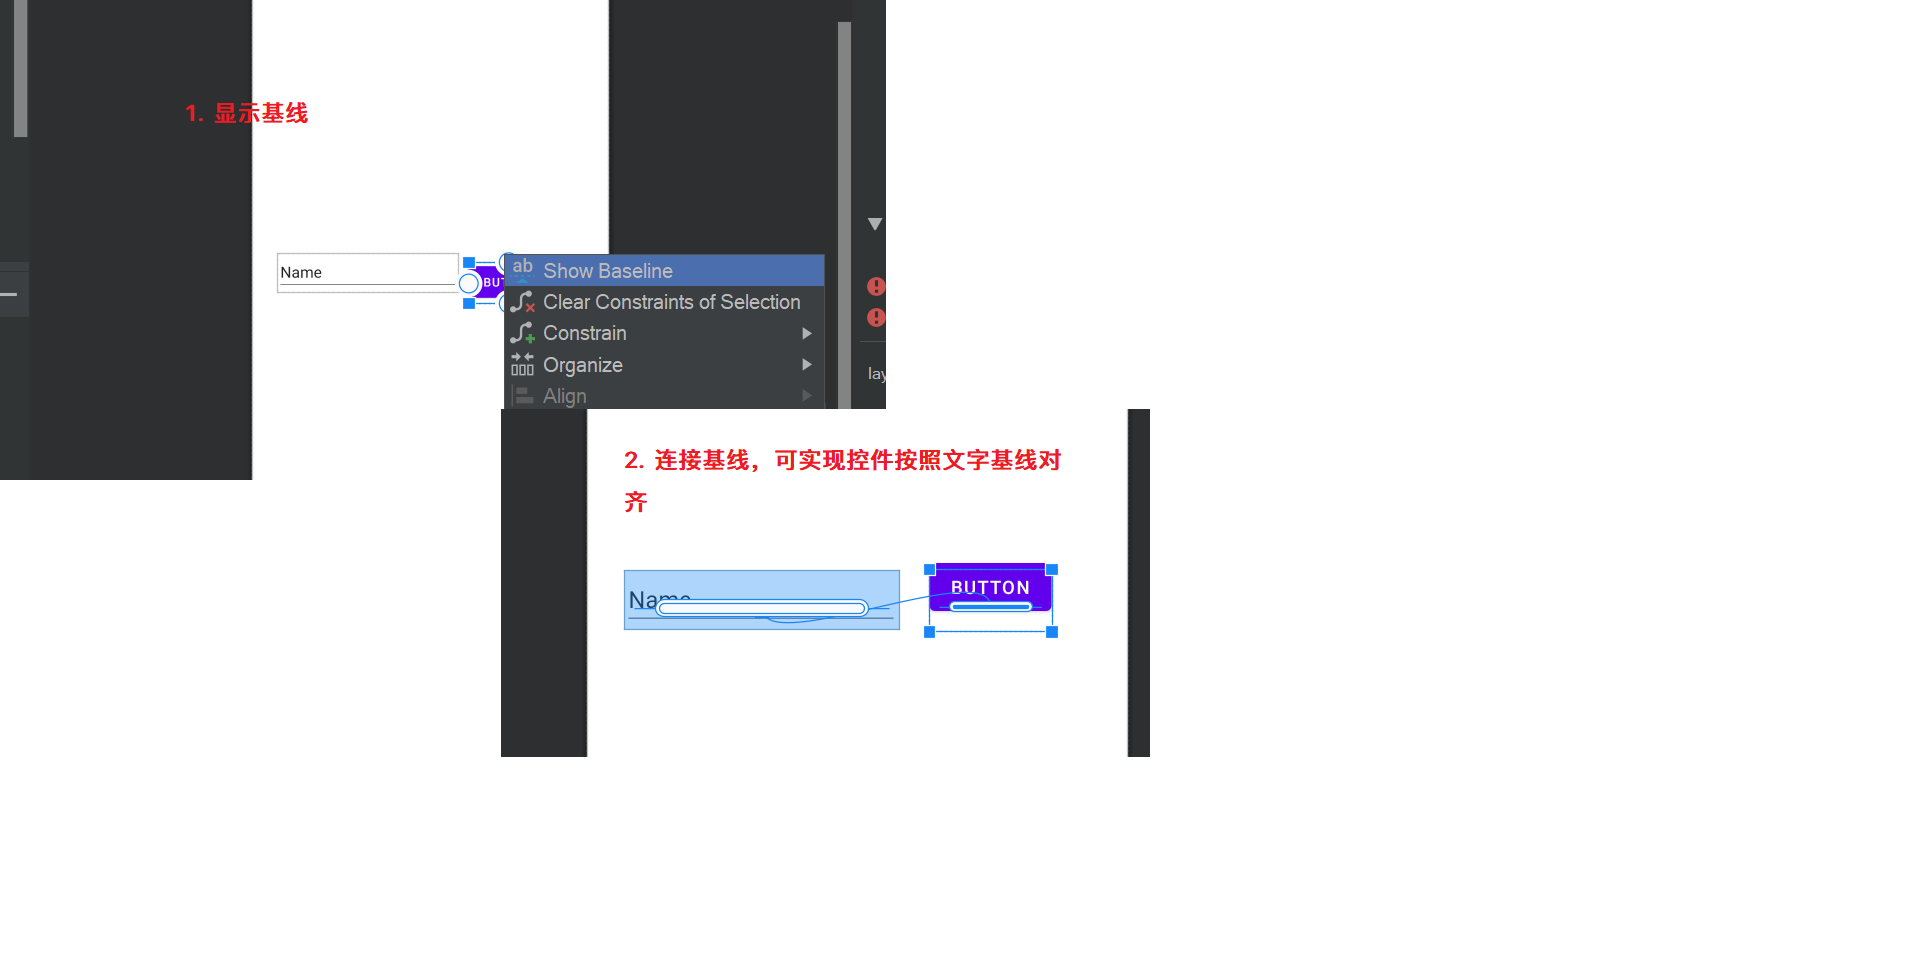 1. 显示基线
Name
BUT
ab
Show Baseline
Clear Constraints of Selection
Constrain
Organize
Align
lay
2. 连接基线，可实现控件按照文字基线对
齐
Name
BUTTON